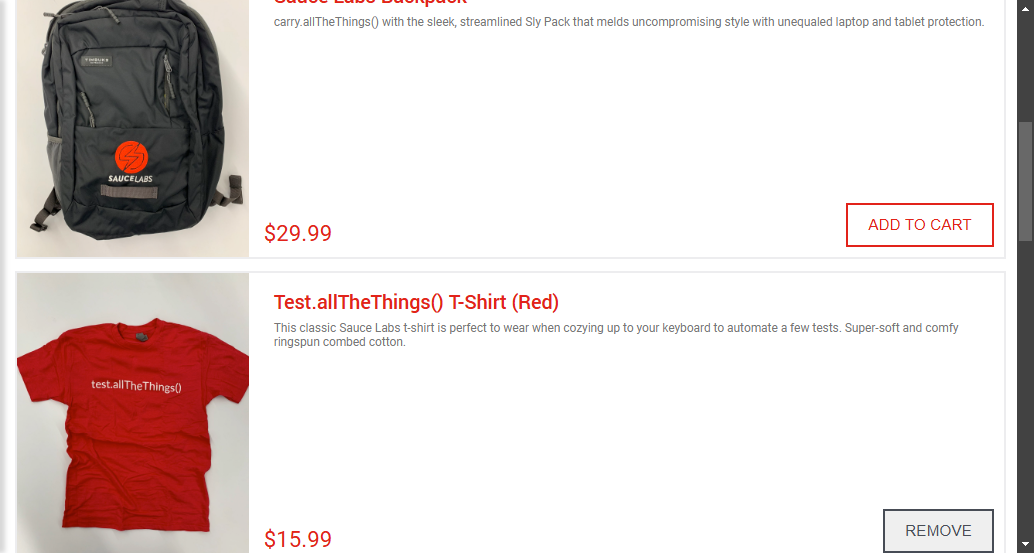 Sauce Labs Backpack
carry.allTheThings() with the sleek, streamlined Sly Pack that melds uncompromising style with unequaled laptop and tablet protection.
SAUCELABS
$29.99
ADD TO CART
Test.allTheThings() T-Shirt (Red)
This classic Sauce Labs t-shirt is perfect to wear when cozying up to your keyboard to automate a few tests. Super-soft and comfy
ringspun combed cotton.
test.allTheThings()
$15.99
REMOVE